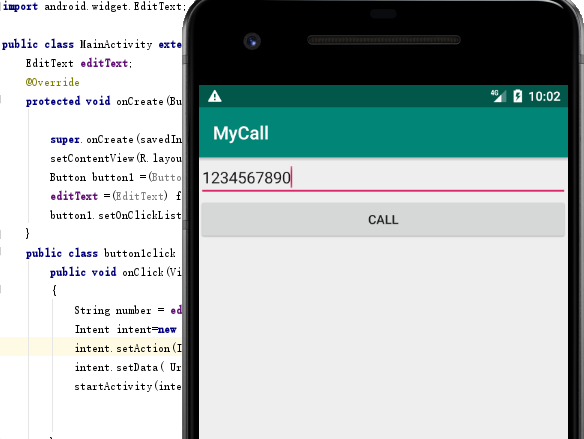 import android.widget.EditText;
public class MainActivity exte
EditText editText;
@Override
protected void onCreate(Bu
super.onCreate(savedIn
setContentView(R.layou
Button button1 =(Butto
editText =(EditText) f
button1.setOnClickList
}
public class button1click
public void onClick(Vi
{
String number = ed
Intent intent=new
intent.setAction(I
intent.setData( Ur
startActivity(inte
4G 10:02
MyCall
1234567890
CALL